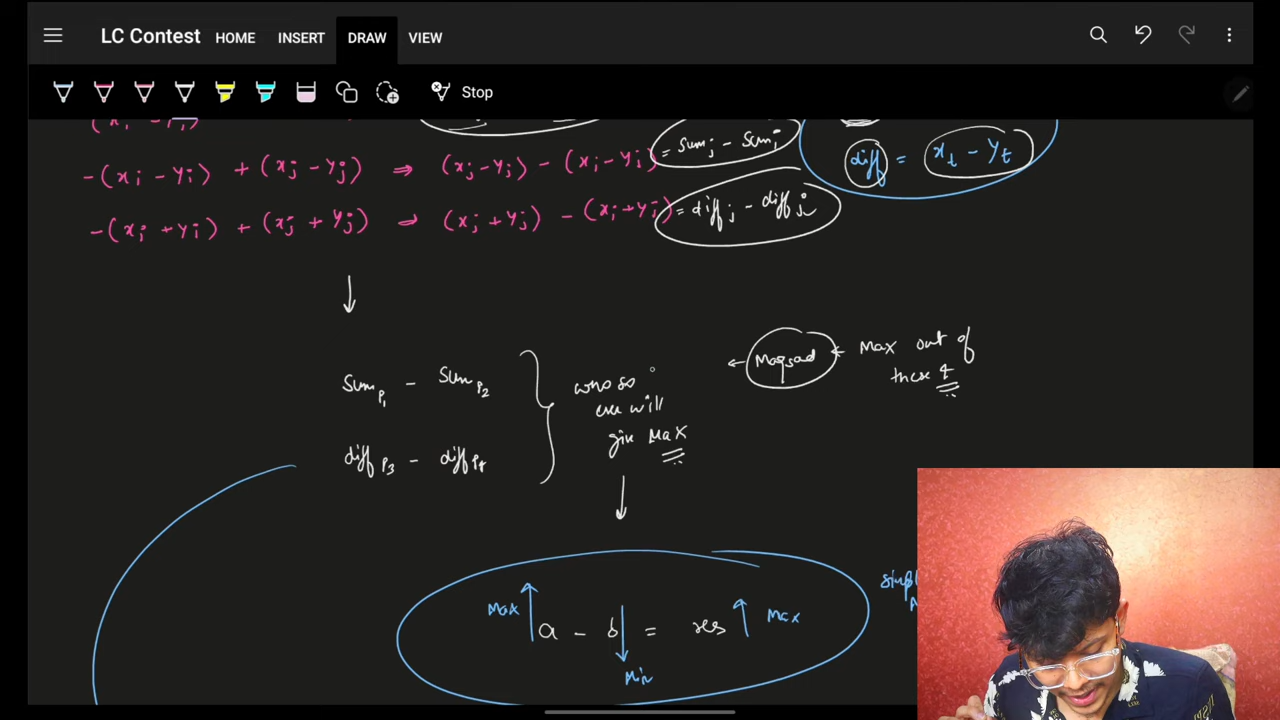 LC Contest HOME INSERT DRAW VIEW
Stop
-(xi - yi) + (xj - yj) ⇒ (xj - yj) - (xi - yi) = sumj - sumi
diff = xt - yt
-(xi + yi) + (xj + yj) → (xj + yj) - (xi + yi) = diffj - diffi
SumP1 - SumP2
diffP3 - diffP4
who so
ever will
give Max
← Maqsad ← Max out of
these 4
Max a - b = res Max
Min